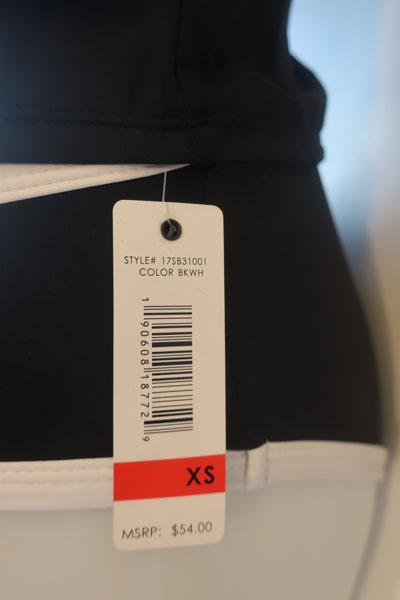 STYLE# 17SB31001
COLOR BKWH
1 90608 18772 9
XS
MSRP: $54.00